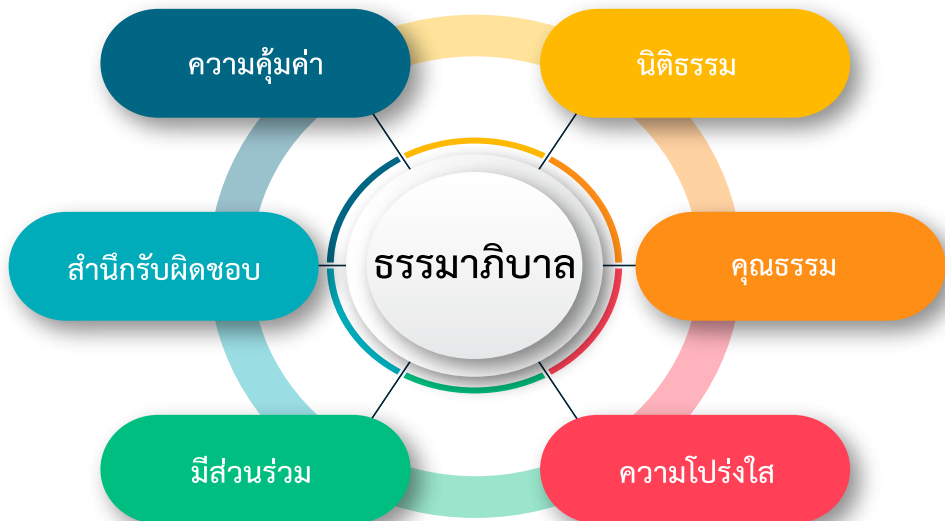 ความคุ้มค่า
นิติธรรม
สำนึกรับผิดชอบ
ธรรมาภิบาล
คุณธรรม
มีส่วนร่วม
ความโปร่งใส